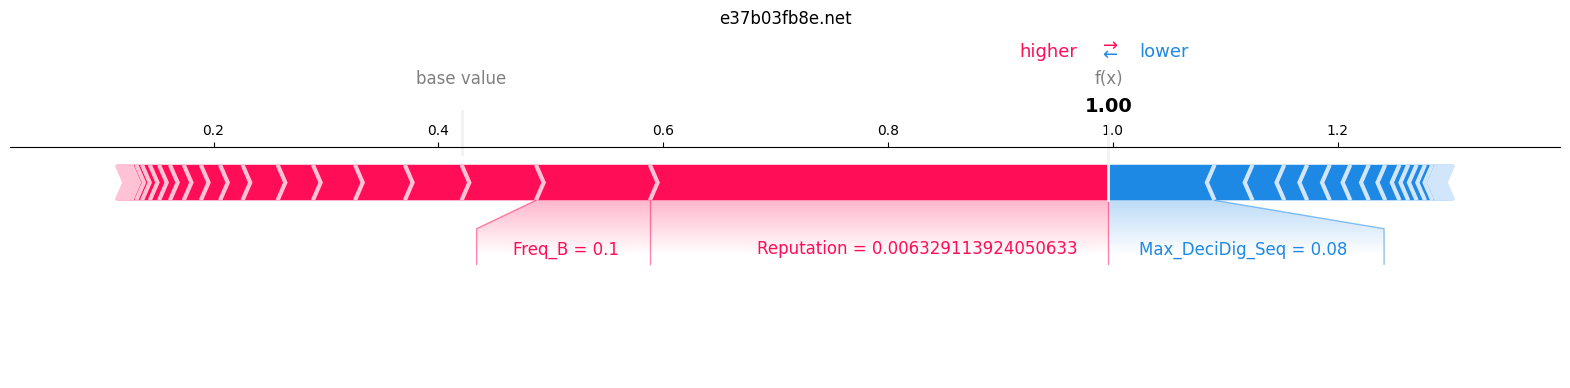 e37b03fb8e.net
higher → ← lower
base value f(x)
1.00
0.2 0.4 0.6 0.8 1.0 1.2
Freq_B = 0.1 Reputation = 0.006329113924050633 Max_DeciDig_Seq = 0.08